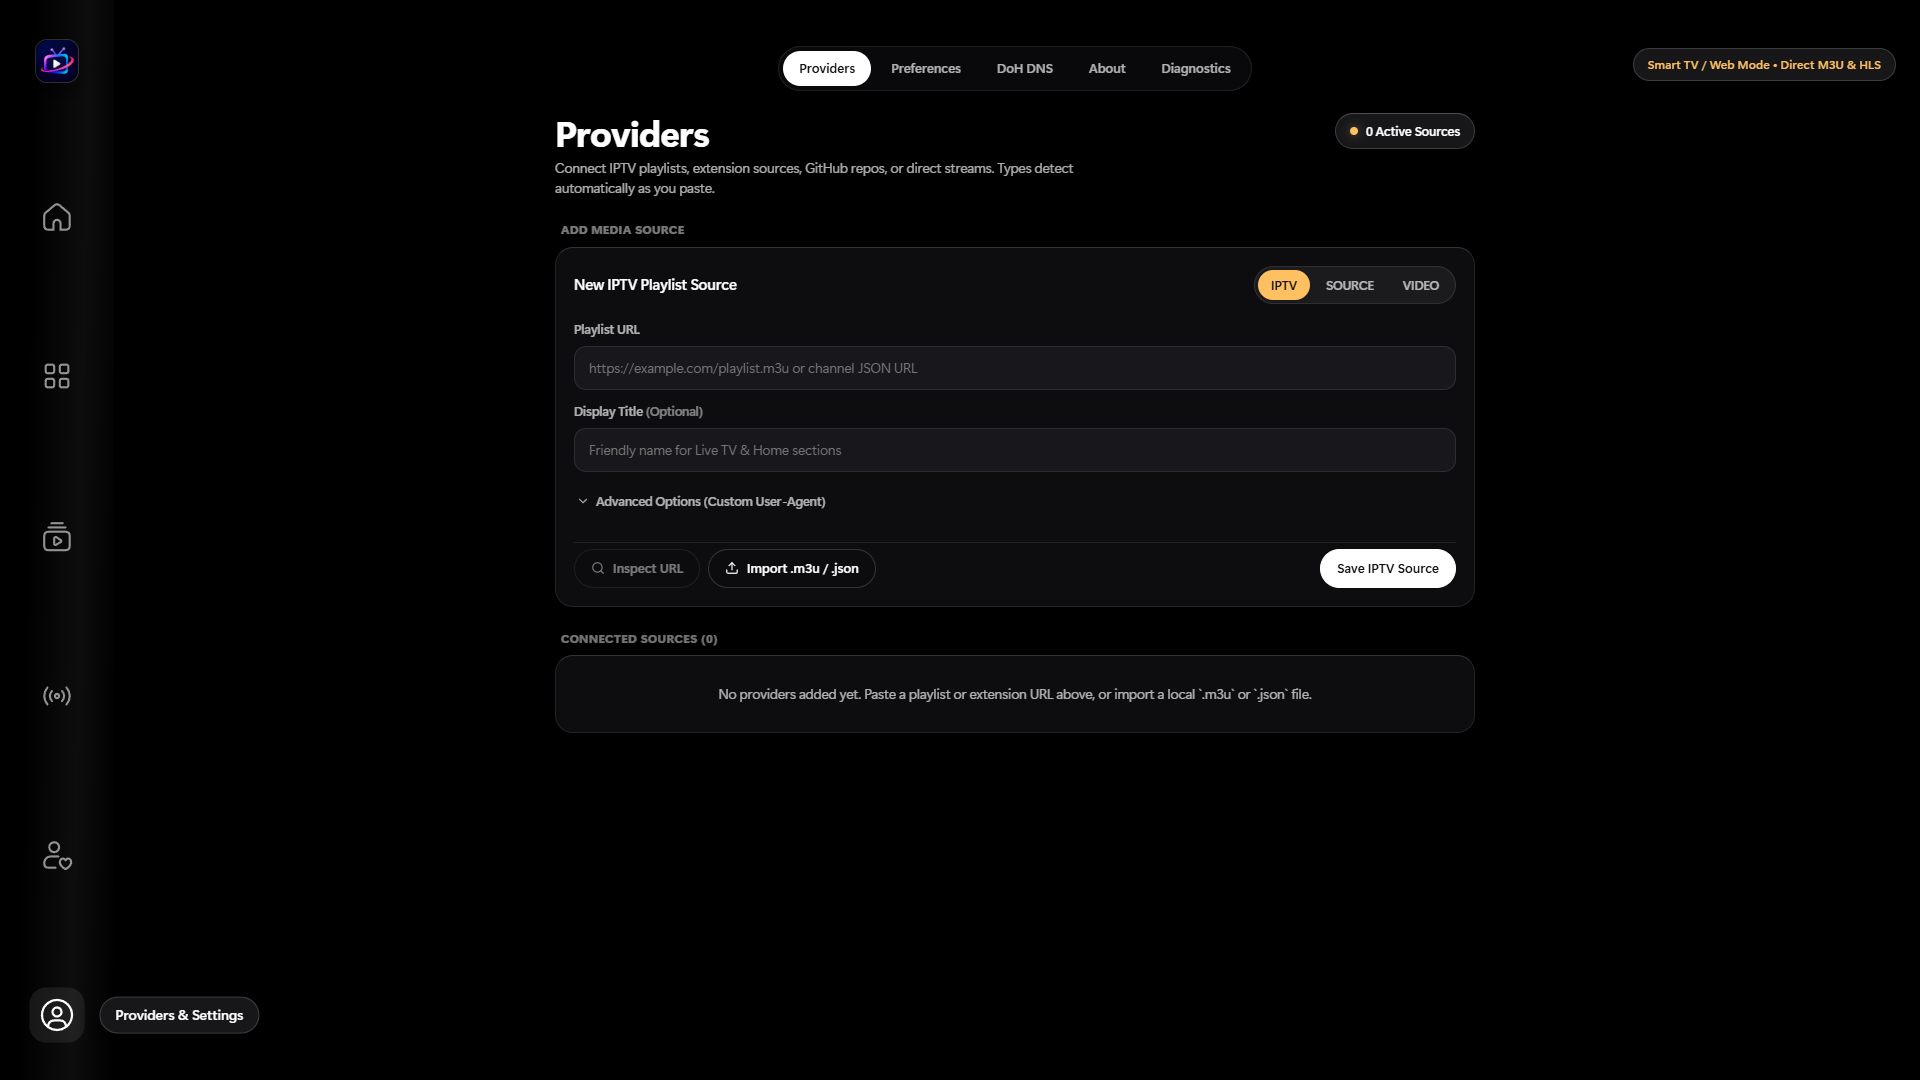 Providers
Preferences
DoH DNS
About
Diagnostics
Smart TV / Web Mode • Direct M3U & HLS
Providers
0 Active Sources
Connect IPTV playlists, extension sources, GitHub repos, or direct streams. Types detect
automatically as you paste.
ADD MEDIA SOURCE
New IPTV Playlist Source
IPTV
SOURCE
VIDEO
Playlist URL
https://example.com/playlist.m3u or channel JSON URL
Display Title (Optional)
Friendly name for Live TV & Home sections
Advanced Options (Custom User-Agent)
Inspect URL
Import .m3u / .json
Save IPTV Source
CONNECTED SOURCES (0)
No providers added yet. Paste a playlist or extension URL above, or import a local `.m3u` or `.json` file.
Providers & Settings